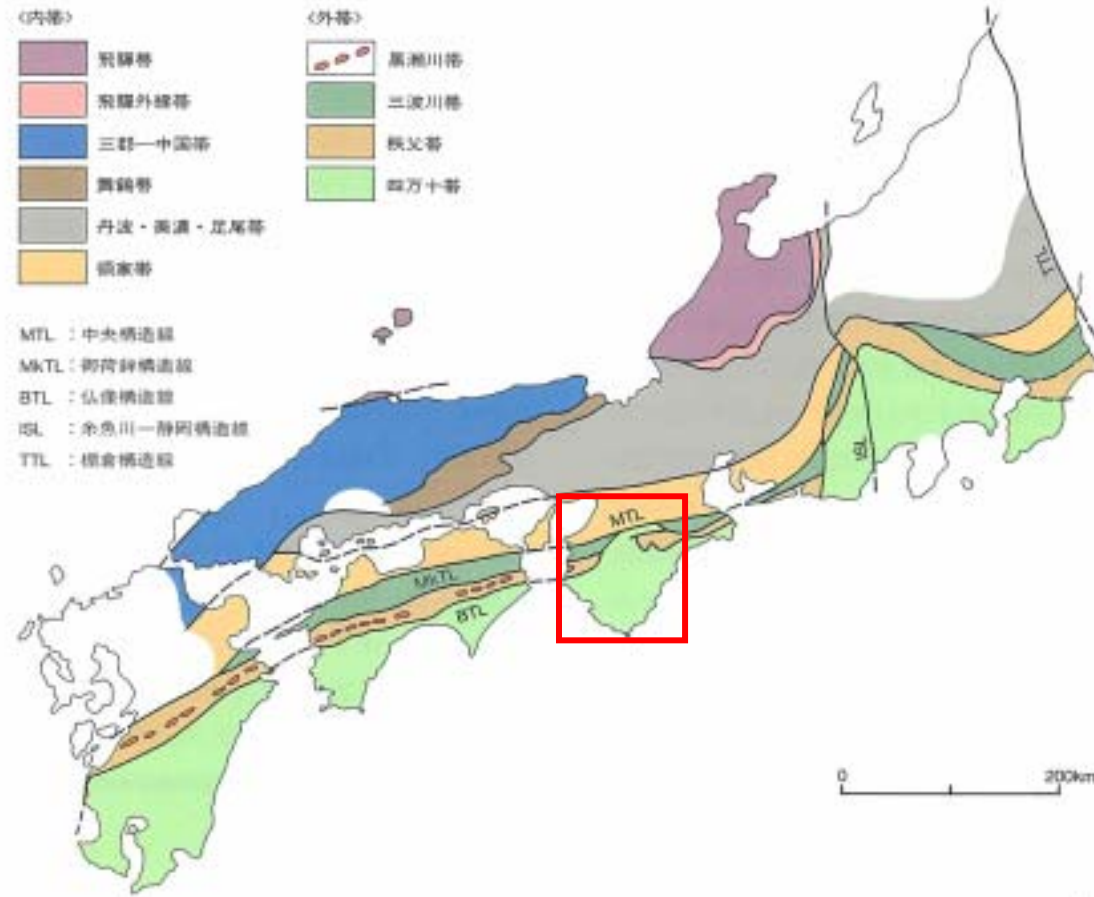 〈内帯〉
飛驒帯
飛驒外縁帯
三郡—中国帯
舞鶴帯
丹波・美濃・足尾帯
領家帯
〈外帯〉
黒瀬川帯
三波川帯
秩父帯
四万十帯
MTL : 中央構造線
MkTL : 御荷鉾構造線
BTL : 仏像構造線
ISL : 糸魚川—静岡構造線
TTL : 棚倉構造線
TTL
ISL
MTL
MkTL
BTL
0 200km